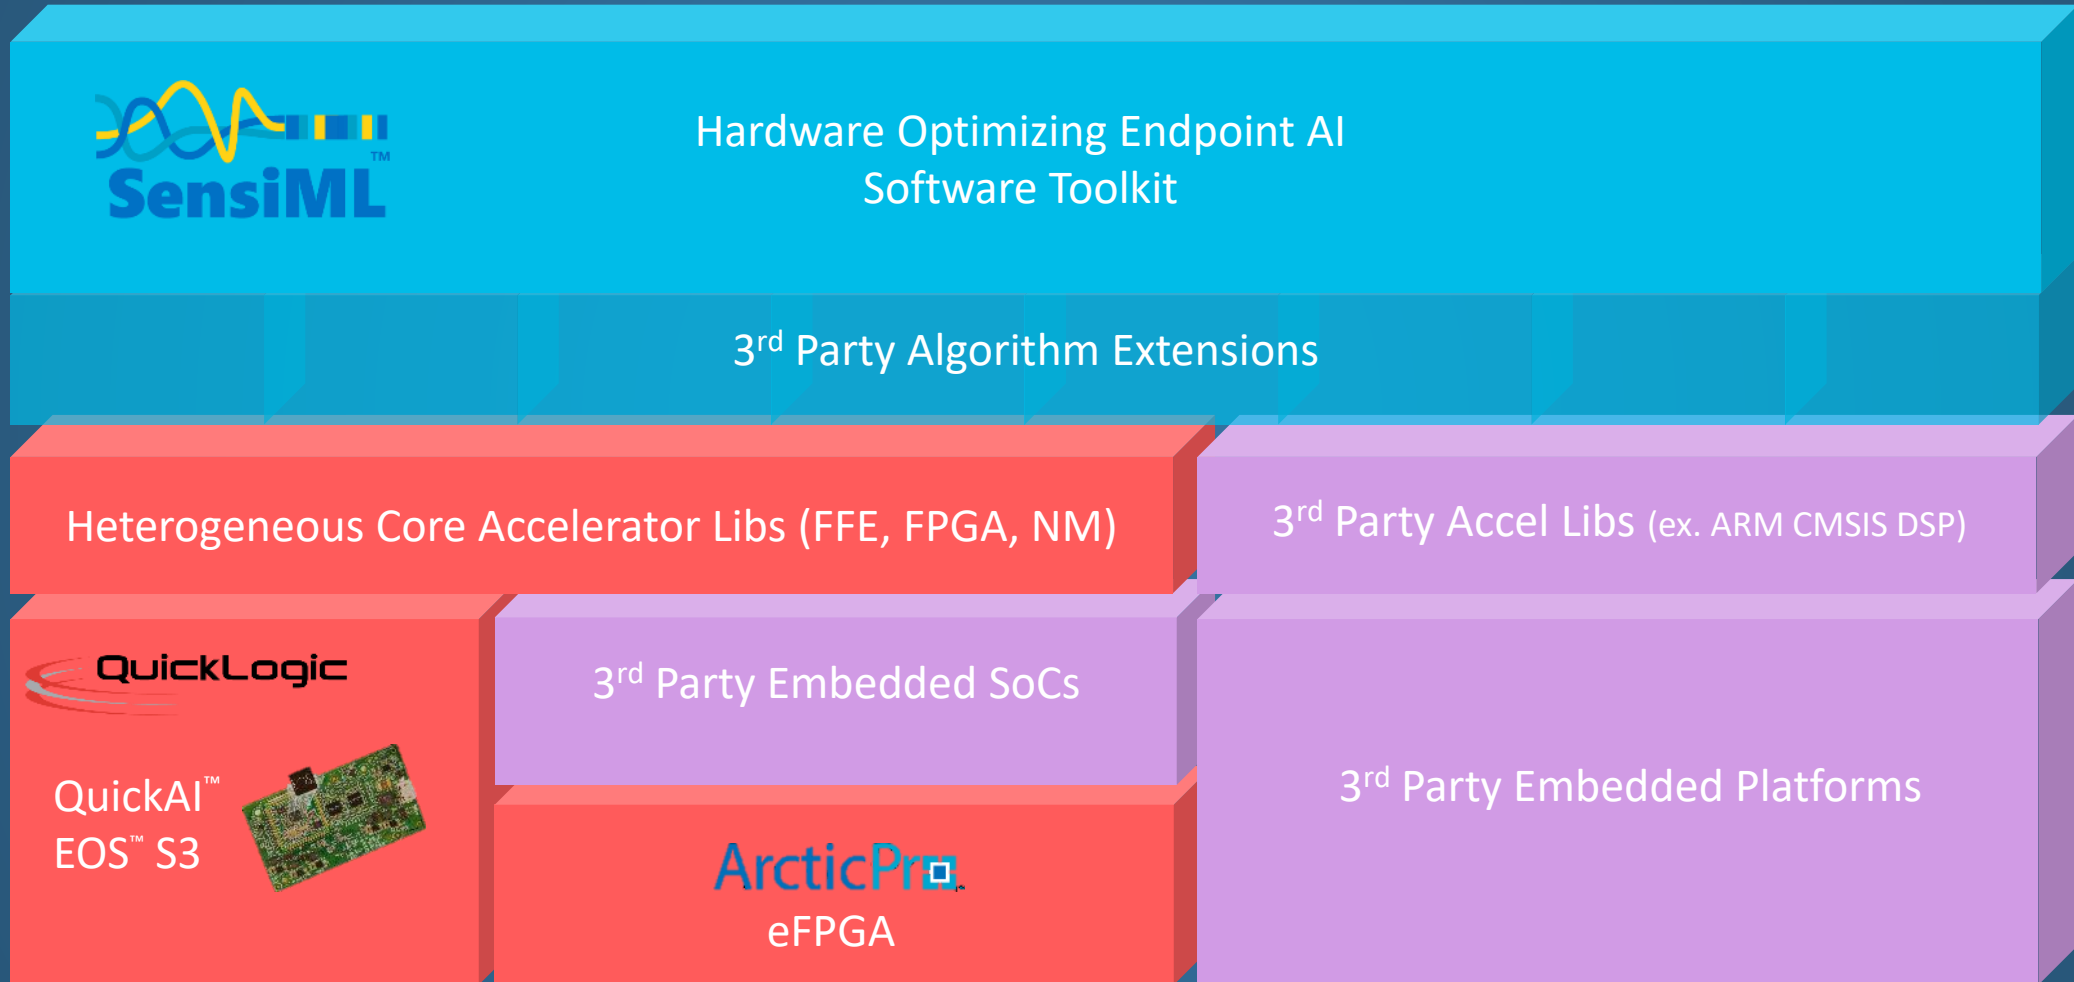 SensiML™
Hardware Optimizing Endpoint AI
Software Toolkit
3rd Party Algorithm Extensions
Heterogeneous Core Accelerator Libs (FFE, FPGA, NM)
3rd Party Accel Libs (ex. ARM CMSIS DSP)
QuickLogic
QuickAI™
EOS™ S3
3rd Party Embedded SoCs
ArcticPro
eFPGA
3rd Party Embedded Platforms